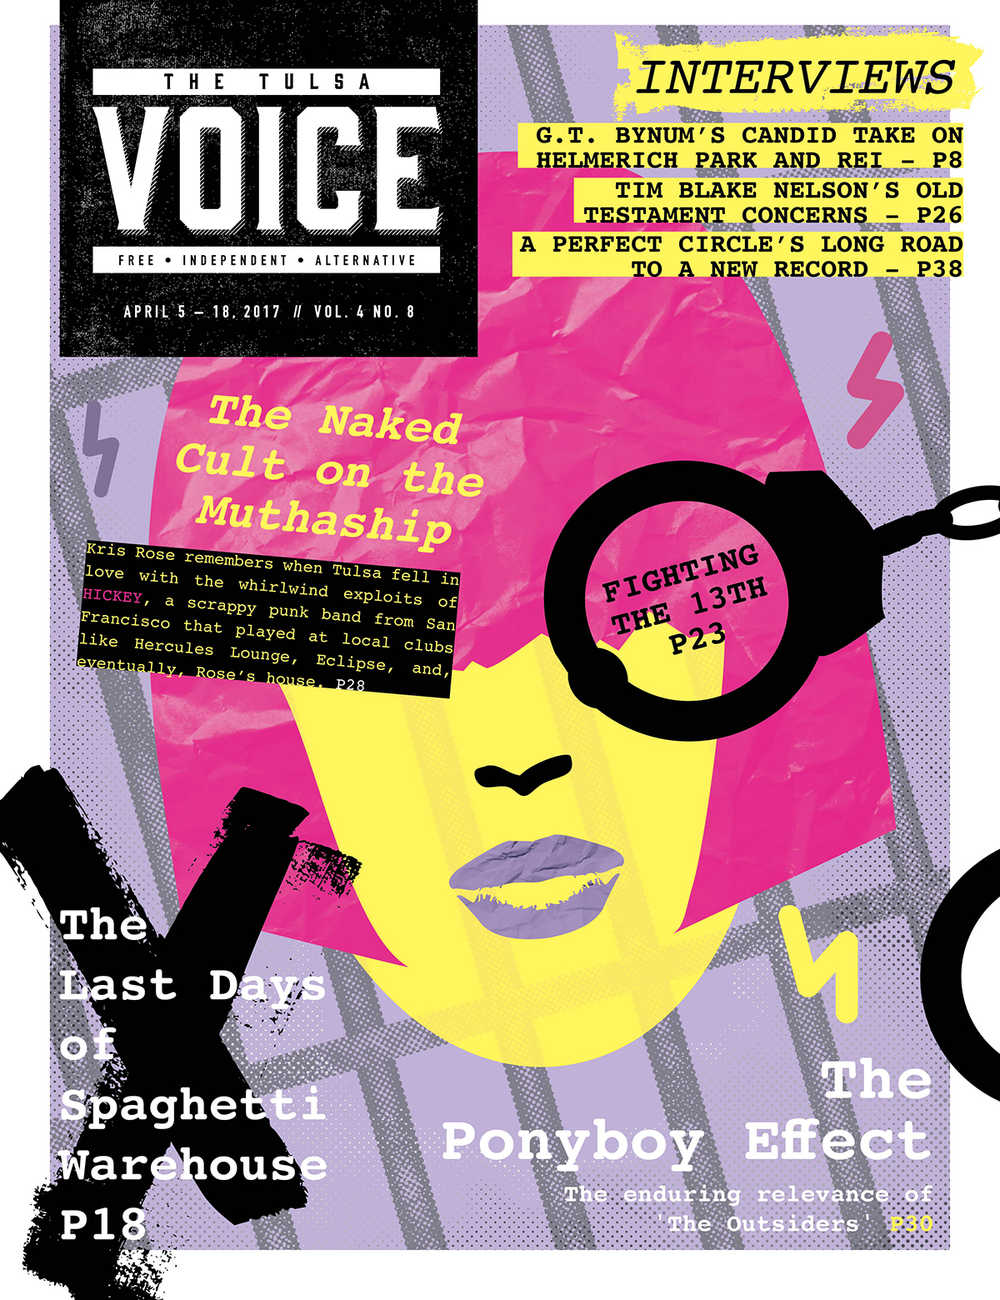 THE TULSA
VOICE
FREE • INDEPENDENT • ALTERNATIVE
APRIL 5 – 18, 2017 // VOL. 4 NO. 8
INTERVIEWS
G.T. BYNUM’S CANDID TAKE ON
HELMERICH PARK AND REI – P8
TIM BLAKE NELSON’S OLD
TESTAMENT CONCERNS – P26
A PERFECT CIRCLE’S LONG ROAD
TO A NEW RECORD – P38
The Naked
Cult on the
Muthaship
Kris Rose remembers when Tulsa fell in
love with the whirlwind exploits of
HICKEY, a scrappy punk band from San
Francisco that played at local clubs
like Hercules Lounge, Eclipse, and,
eventually, Rose’s house. P28
FIGHTING
THE 13TH
P23
The
Last Days
of
Spaghetti
Warehouse
P18
The
Ponyboy Effect
The enduring relevance of
'The Outsiders' P30